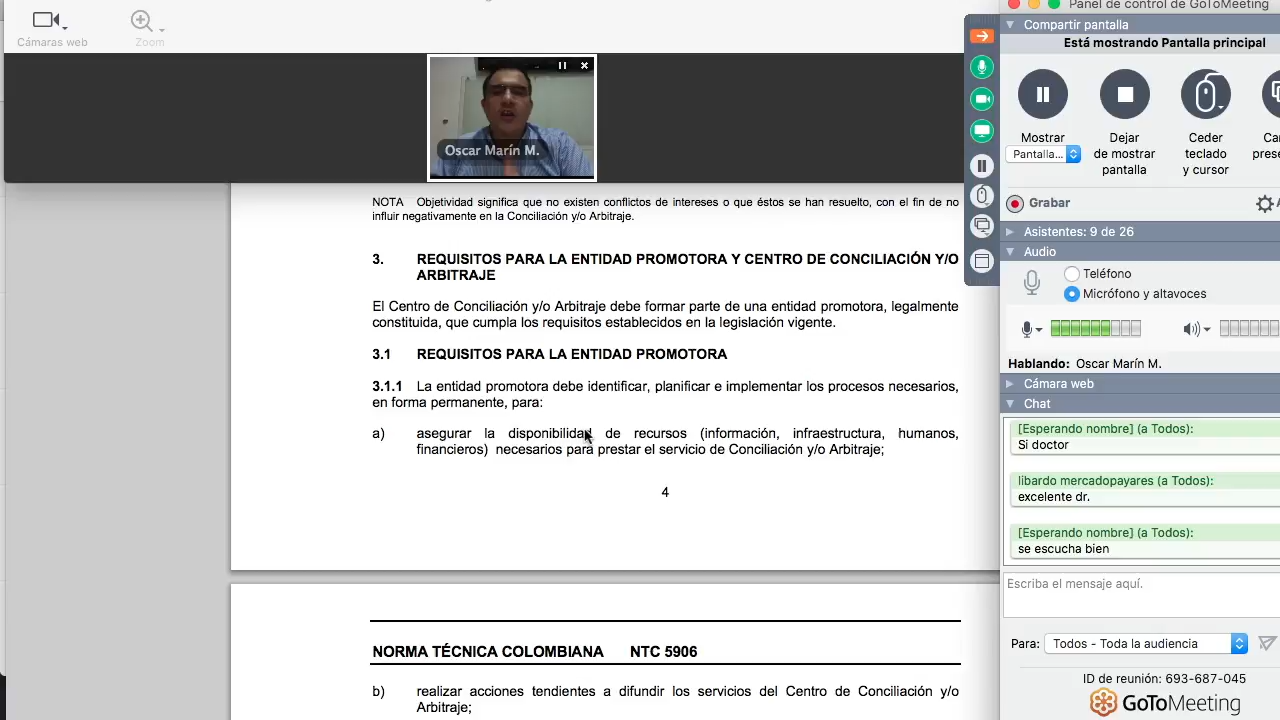 Cámaras web
Zoom
Oscar Marín M.
NOTA Objetividad significa que no existen conflictos de intereses o que éstos se han resuelto, con el fin de no
influir negativamente en la Conciliación y/o Arbitraje.
3. REQUISITOS PARA LA ENTIDAD PROMOTORA Y CENTRO DE CONCILIACIÓN Y/O
ARBITRAJE
El Centro de Conciliación y/o Arbitraje debe formar parte de una entidad promotora, legalmente
constituida, que cumpla los requisitos establecidos en la legislación vigente.
3.1 REQUISITOS PARA LA ENTIDAD PROMOTORA
3.1.1 La entidad promotora debe identificar, planificar e implementar los procesos necesarios,
en forma permanente, para:
a) asegurar la disponibilidad de recursos (información, infraestructura, humanos,
financieros) necesarios para prestar el servicio de Conciliación y/o Arbitraje;
4
NORMA TÉCNICA COLOMBIANA NTC 5906
b) realizar acciones tendientes a difundir los servicios del Centro de Conciliación y/o
Arbitraje;
Panel de control de GoToMeeting
Compartir pantalla
Está mostrando Pantalla principal
Mostrar
Pantalla...
Dejar
de mostrar
pantalla
Ceder
teclado
y cursor
Grabar
Asistentes: 9 de 26
Audio
Teléfono
Micrófono y altavoces
Hablando: Oscar Marín M.
Cámara web
Chat
[Esperando nombre] (a Todos):
Si doctor
libardo mercadopayares (a Todos):
excelente dr.
[Esperando nombre] (a Todos):
se escucha bien
Escriba el mensaje aquí.
Para: Todos - Toda la audiencia
ID de reunión: 693-687-045
GoToMeeting